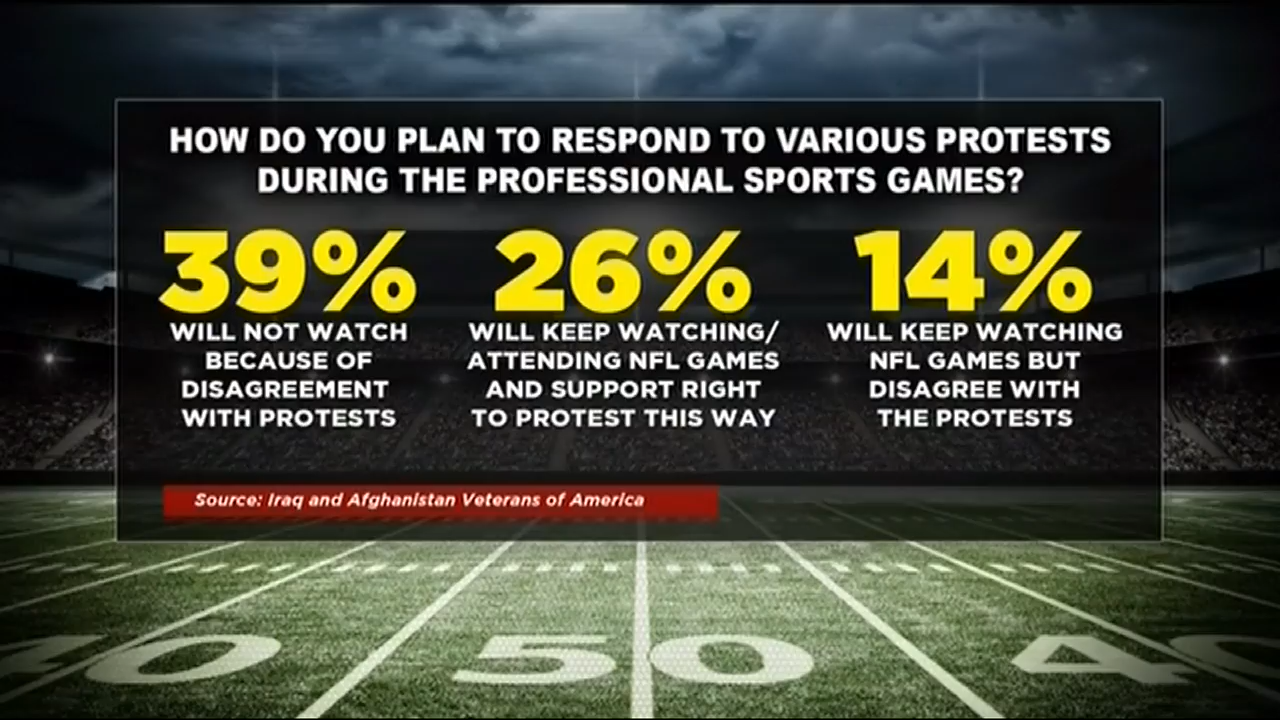 HOW DO YOU PLAN TO RESPOND TO VARIOUS PROTESTS
DURING THE PROFESSIONAL SPORTS GAMES?
39%
WILL NOT WATCH
BECAUSE OF
DISAGREEMENT
WITH PROTESTS
26%
WILL KEEP WATCHING/
ATTENDING NFL GAMES
AND SUPPORT RIGHT
TO PROTEST THIS WAY
14%
WILL KEEP WATCHING
NFL GAMES BUT
DISAGREE WITH
THE PROTESTS
Source: Iraq and Afghanistan Veterans of America
40 50 40